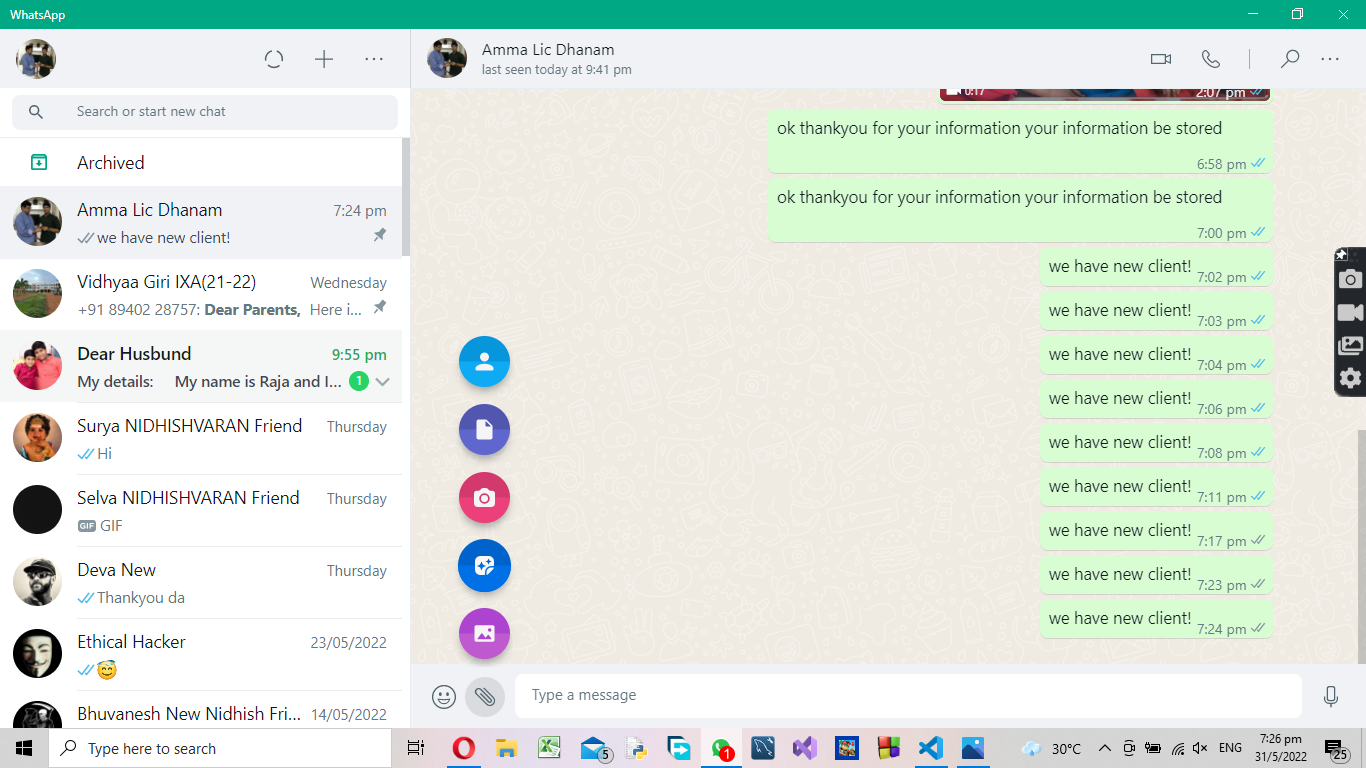 WhatsApp
Search or start new chat
Archived
Amma Lic Dhanam
7:24 pm
we have new client!
Vidhyaa Giri IXA(21-22)
Wednesday
+91 89402 28757: Dear Parents, Here i...
Dear Husbund
9:55 pm
My details: My name is Raja and I...
1
Surya NIDHISHVARAN Friend
Thursday
Hi
Selva NIDHISHVARAN Friend
Thursday
GIF GIF
Deva New
Thursday
Thankyou da
Ethical Hacker
23/05/2022
Bhuvanesh New Nidhish Fri...
14/05/2022
Amma Lic Dhanam
last seen today at 9:41 pm
0:17
2:07 pm
ok thankyou for your information your information be stored
6:58 pm
ok thankyou for your information your information be stored
7:00 pm
we have new client! 7:02 pm
we have new client! 7:03 pm
we have new client! 7:04 pm
we have new client! 7:06 pm
we have new client! 7:08 pm
we have new client! 7:11 pm
we have new client! 7:17 pm
we have new client! 7:23 pm
we have new client! 7:24 pm
Type a message
Type here to search
5
1
30°C
ENG
7:26 pm
31/5/2022
25